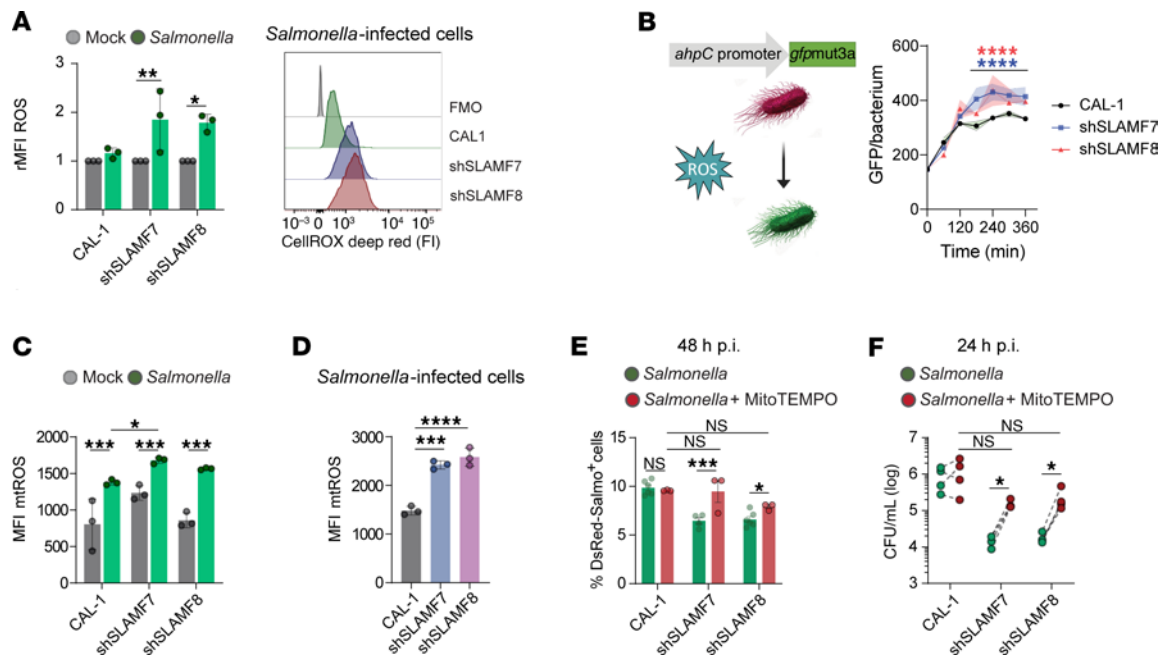 A
Mock Salmonella
**
*
rMFI ROS
3
2
1
0
CAL-1
shSLAMF7
shSLAMF8
Salmonella-infected cells
FMO
CAL1
shSLAMF7
shSLAMF8
10⁻³ 0 10³ 10⁴ 10⁵
CellROX deep red (FI)
B
ahpC promoter gfpmut3a
ROS
GFP/bacterium
600
400
200
0
****
****
0 120 240 360
Time (min)
CAL-1
shSLAMF7
shSLAMF8
C
Mock Salmonella
*
*** *** ***
MFI mtROS
2000
1500
1000
500
0
CAL-1
shSLAMF7
shSLAMF8
D
Salmonella-infected cells
****
***
MFI mtROS
3000
2000
1000
0
CAL-1
shSLAMF7
shSLAMF8
E
48 h p.i.
Salmonella
Salmonella + MitoTEMPO
NS
NS
NS *** *
% DsRed-Salmo⁺cells
15
10
5
0
CAL-1
shSLAMF7
shSLAMF8
F
24 h p.i.
Salmonella
Salmonella + MitoTEMPO
NS
NS
* *
CFU/mL (log)
7
6
5
4
CAL-1
shSLAMF7
shSLAMF8